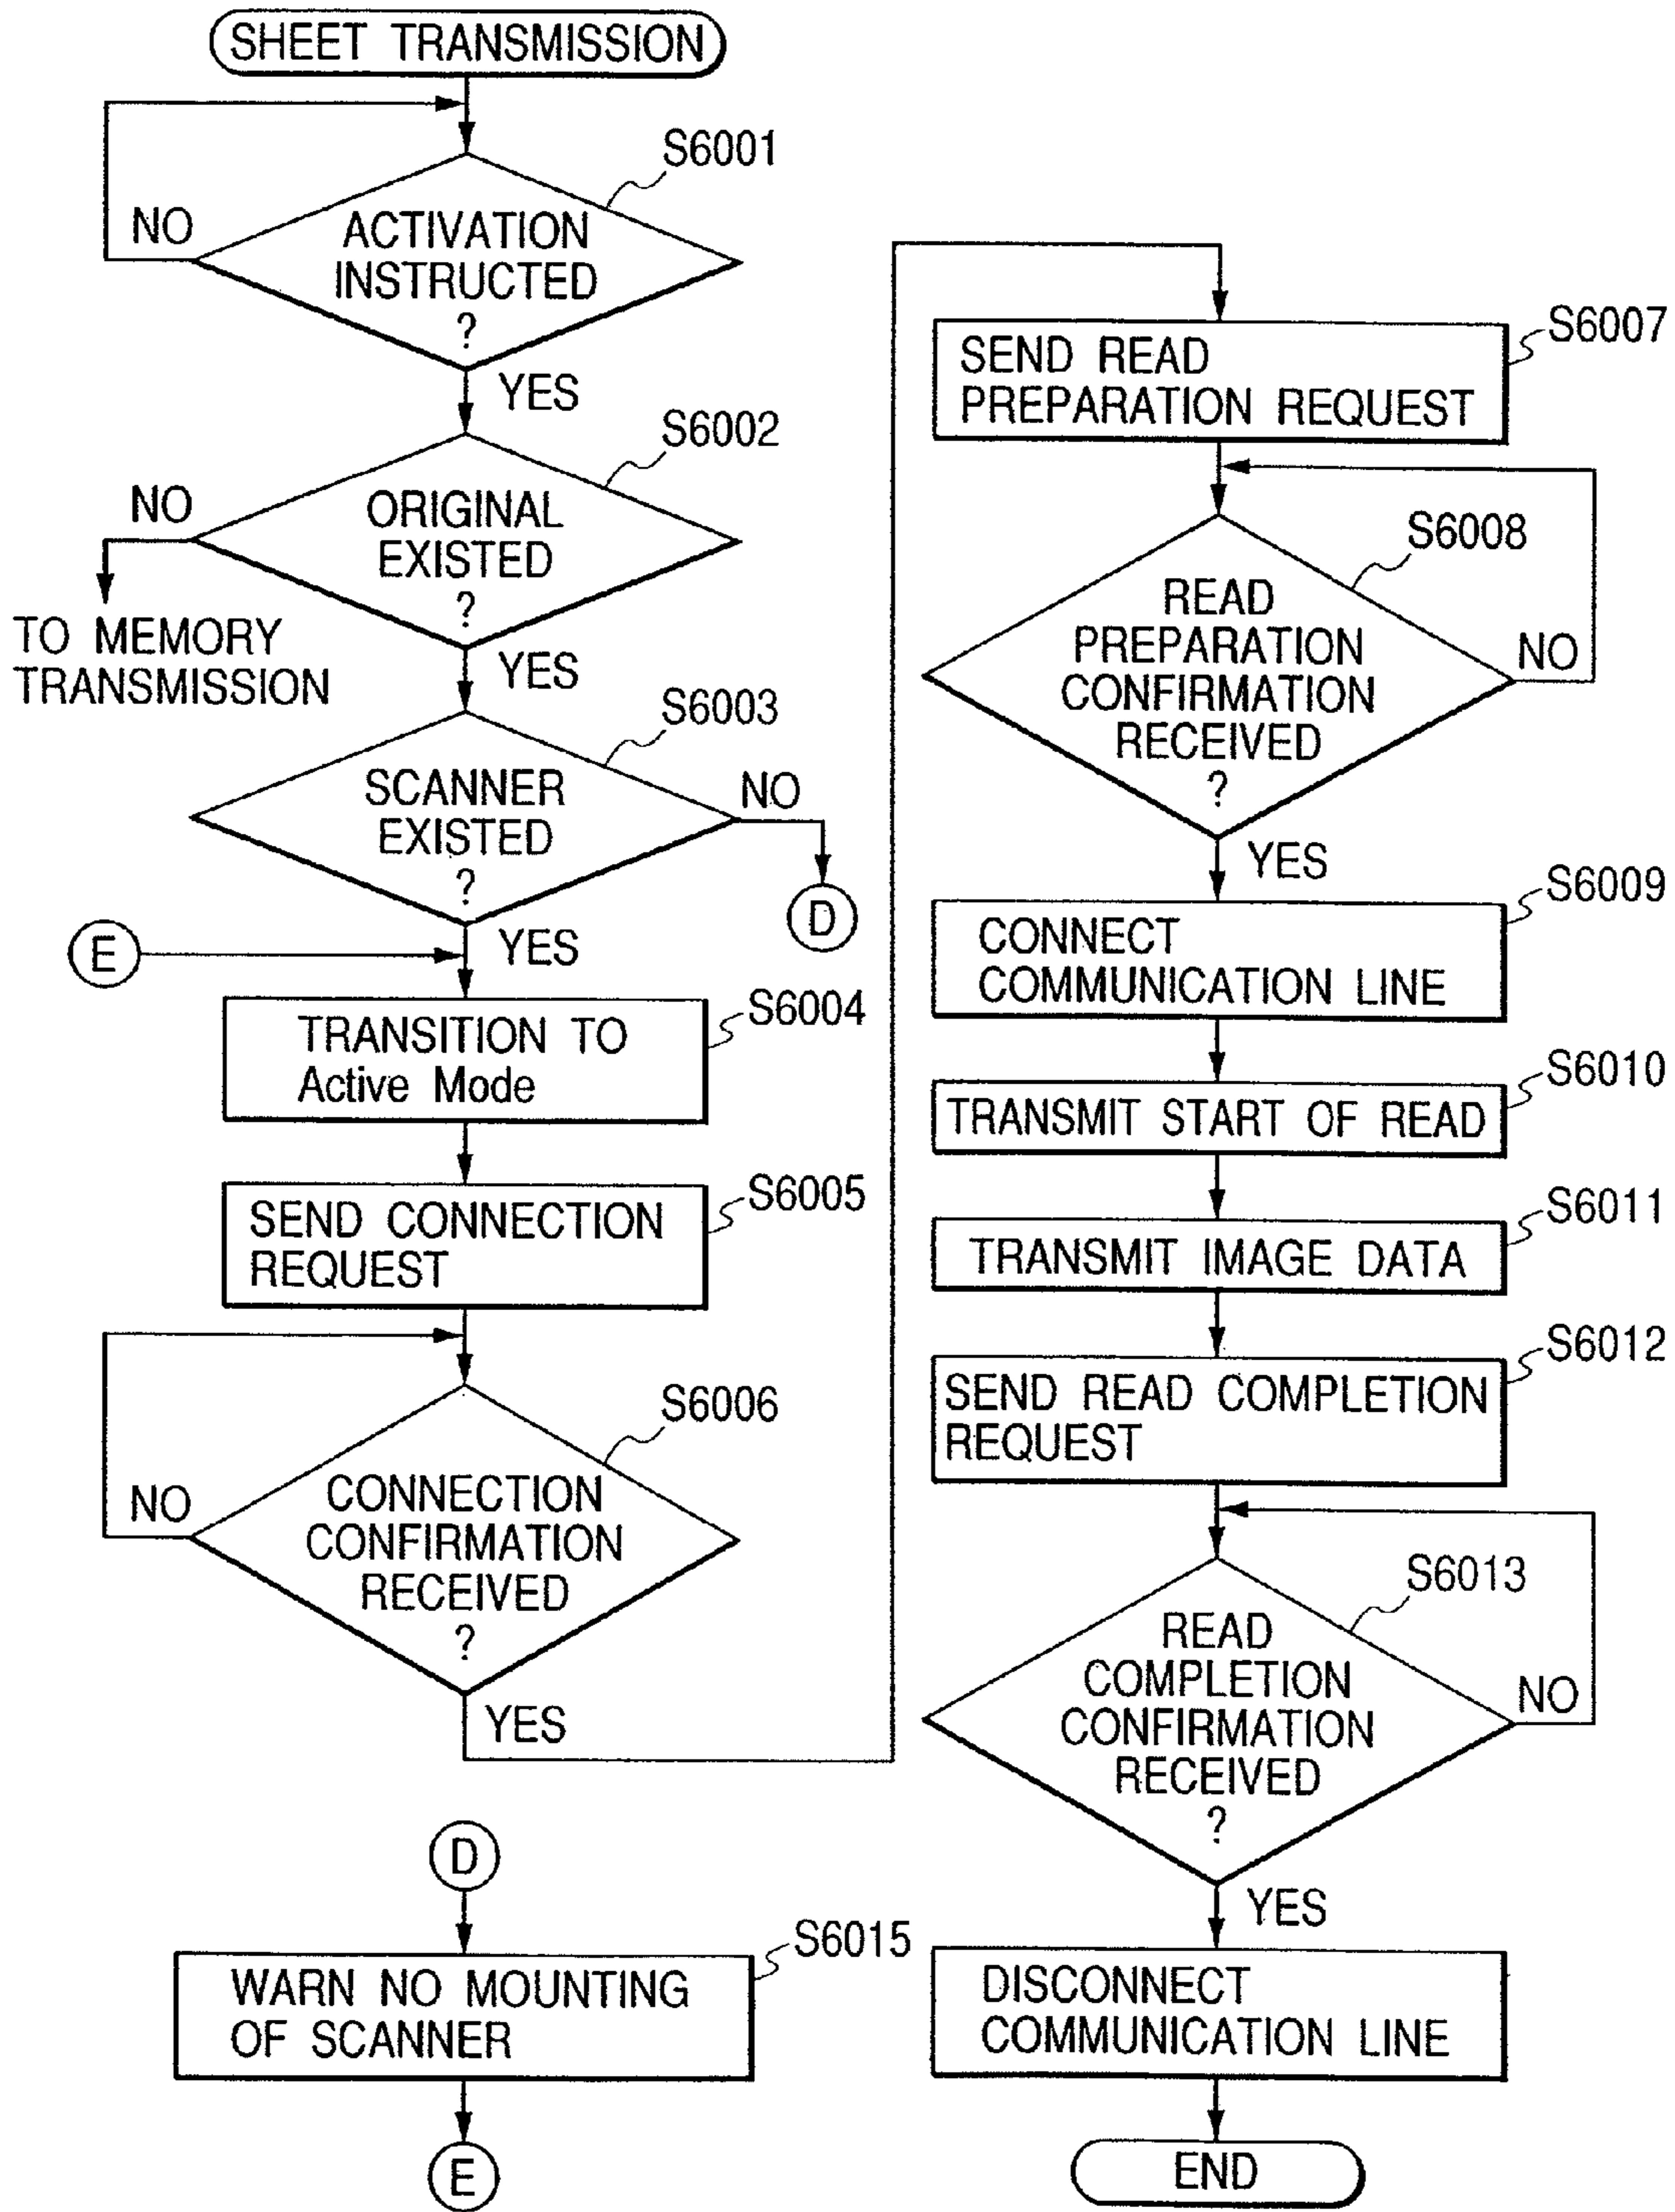 SHEET TRANSMISSION
S6001
NO
ACTIVATION
INSTRUCTED
?
YES
S6002
NO
ORIGINAL
EXISTED
?
TO MEMORY
TRANSMISSION
YES
S6003
SCANNER
EXISTED
?
NO
D
E
YES
S6004
TRANSITION TO
Active Mode
S6005
SEND CONNECTION
REQUEST
S6006
NO
CONNECTION
CONFIRMATION
RECEIVED
?
YES
D
S6015
WARN NO MOUNTING
OF SCANNER
E
S6007
SEND READ
PREPARATION REQUEST
S6008
READ
PREPARATION
CONFIRMATION
RECEIVED
?
NO
YES
S6009
CONNECT
COMMUNICATION LINE
S6010
TRANSMIT START OF READ
S6011
TRANSMIT IMAGE DATA
S6012
SEND READ COMPLETION
REQUEST
S6013
READ
COMPLETION
CONFIRMATION
RECEIVED
?
NO
YES
DISCONNECT
COMMUNICATION LINE
END